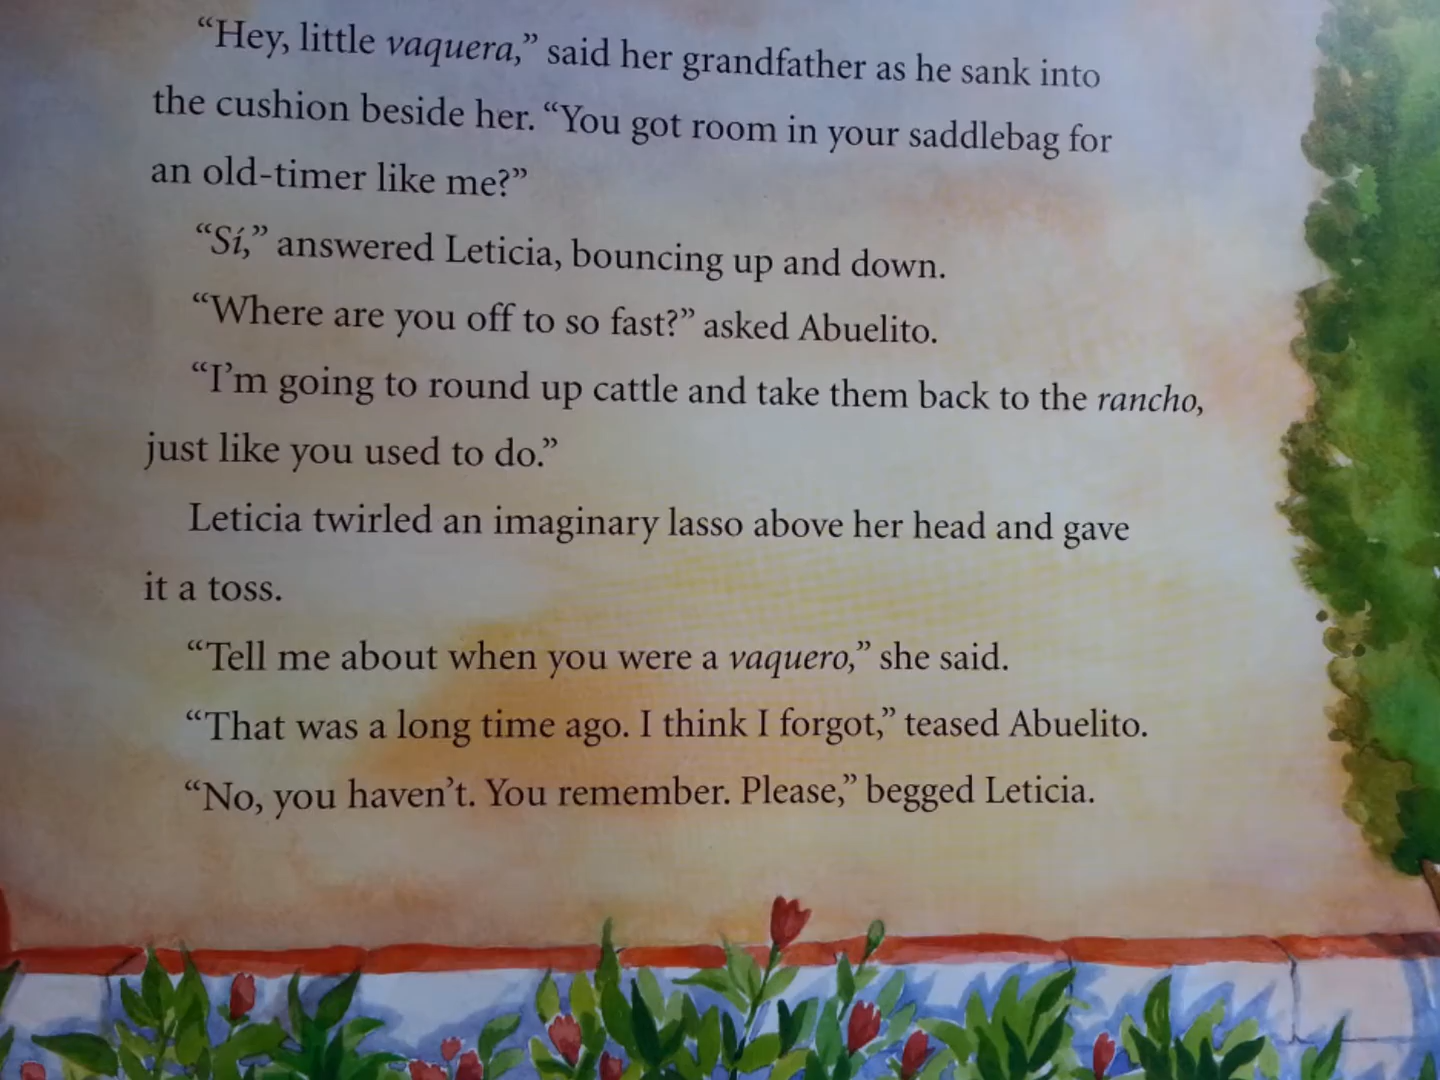 “Hey, little vaquera,” said her grandfather as he sank into
the cushion beside her. “You got room in your saddlebag for
an old-timer like me?”
“Sí,” answered Leticia, bouncing up and down.
“Where are you off to so fast?” asked Abuelito.
“I’m going to round up cattle and take them back to the rancho,
just like you used to do.”
Leticia twirled an imaginary lasso above her head and gave
it a toss.
“Tell me about when you were a vaquero,” she said.
“That was a long time ago. I think I forgot,” teased Abuelito.
“No, you haven’t. You remember. Please,” begged Leticia.